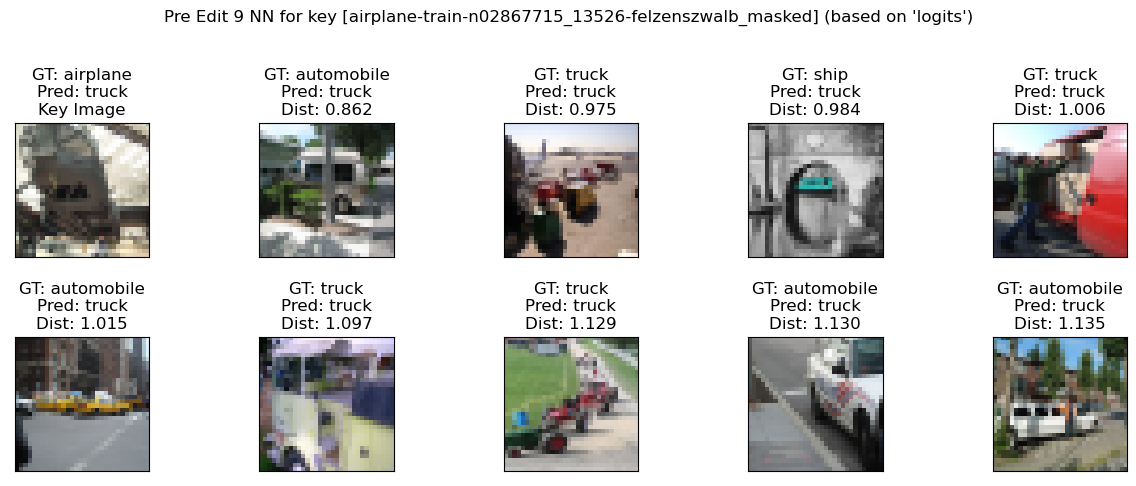 Pre Edit 9 NN for key [airplane-train-n02867715_13526-felzenszwalb_masked] (based on 'logits')
GT: airplane
Pred: truck
Key Image
GT: automobile
Pred: truck
Dist: 0.862
GT: truck
Pred: truck
Dist: 0.975
GT: ship
Pred: truck
Dist: 0.984
GT: truck
Pred: truck
Dist: 1.006
GT: automobile
Pred: truck
Dist: 1.015
GT: truck
Pred: truck
Dist: 1.097
GT: truck
Pred: truck
Dist: 1.129
GT: automobile
Pred: truck
Dist: 1.130
GT: automobile
Pred: truck
Dist: 1.135